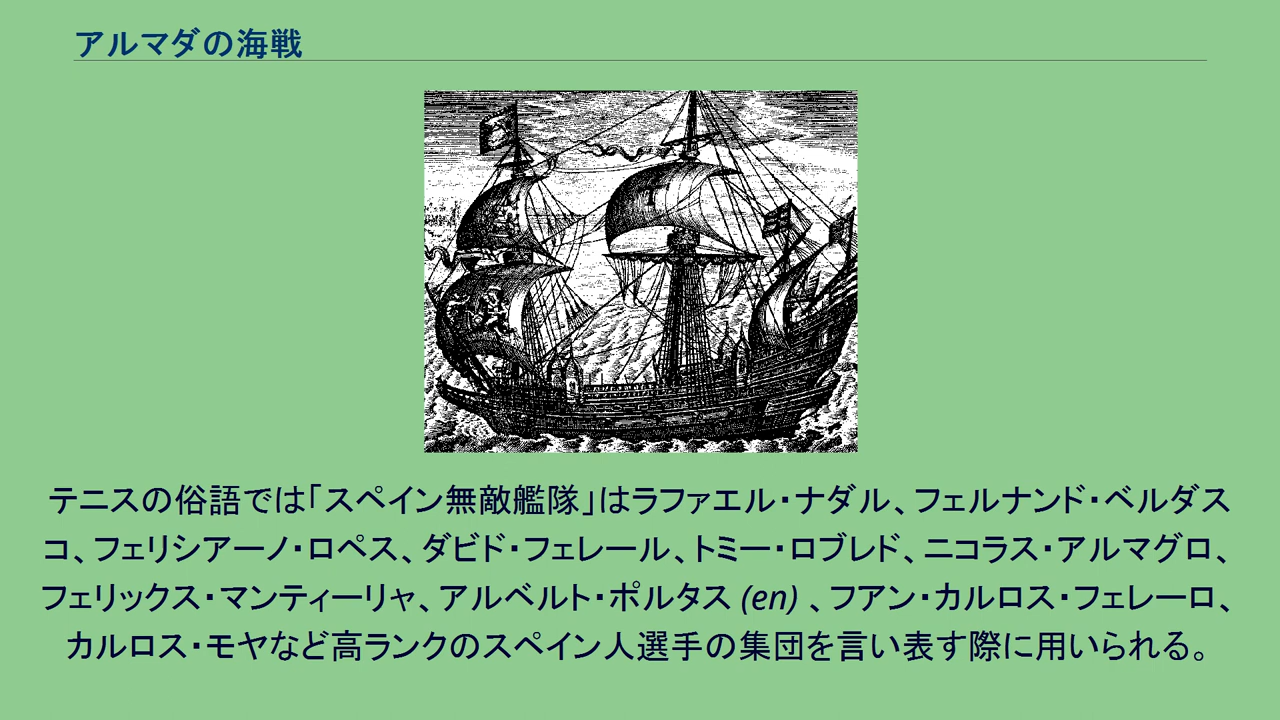 アルマダの海戦
テニスの俗語では「スペイン無敵艦隊」はラファエル・ナダル、フェルナンド・ベルダス
コ、フェリシアーノ・ロペス、ダビド・フェレール、トミー・ロブレド、ニコラス・アルマグロ、
フェリックス・マンティーリャ、アルベルト・ポルタス (en) 、フアン・カルロス・フェレーロ、
カルロス・モヤなど高ランクのスペイン人選手の集団を言い表す際に用いられる。